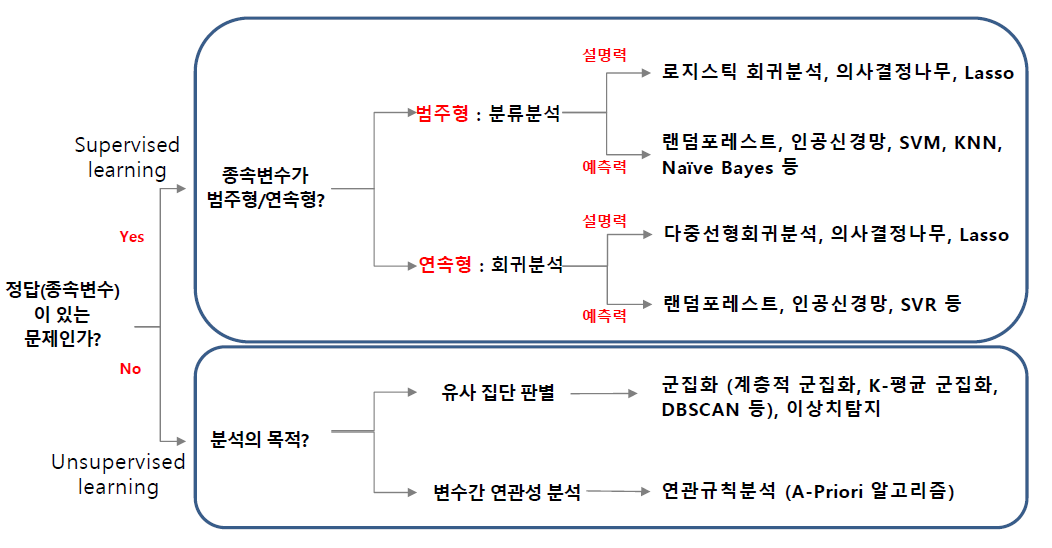 정답(종속변수)
이 있는
문제인가?
Yes
Supervised
learning
종속변수가
범주형/연속형?
범주형 : 분류분석
설명력
로지스틱 회귀분석, 의사결정나무, Lasso
예측력
랜덤포레스트, 인공신경망, SVM, KNN,
Naïve Bayes 등
연속형 : 회귀분석
설명력
다중선형회귀분석, 의사결정나무, Lasso
예측력
랜덤포레스트, 인공신경망, SVR 등
No
Unsupervised
learning
분석의 목적?
유사 집단 판별
군집화 (계층적 군집화, K-평균 군집화,
DBSCAN 등), 이상치탐지
변수간 연관성 분석
연관규칙분석 (A-Priori 알고리즘)